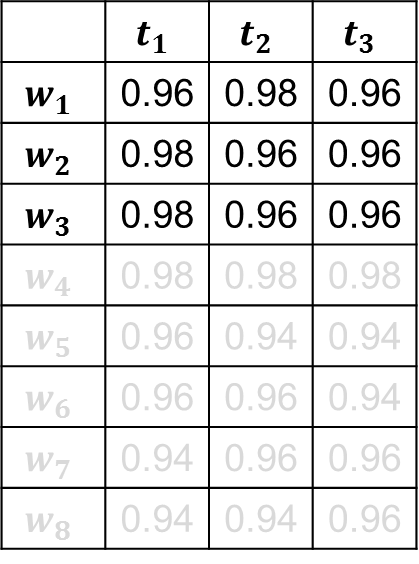 t₁ t₂ t₃
w₁ 0.96 0.98 0.96
w₂ 0.98 0.96 0.96
w₃ 0.98 0.96 0.96
w₄ 0.98 0.98 0.98
w₅ 0.96 0.94 0.94
w₆ 0.96 0.96 0.94
w₇ 0.94 0.96 0.96
w₈ 0.94 0.94 0.96